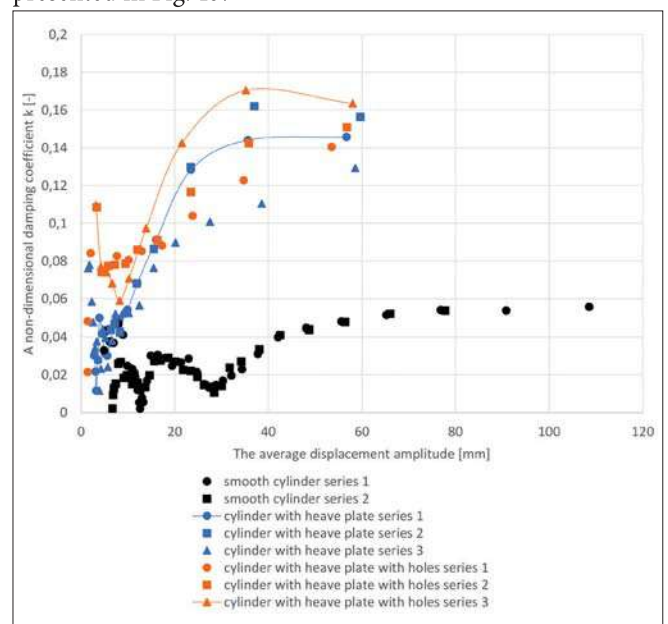 presented in Fig. 19.
0,2
0,18
0,16
0,14
0,12
0,1
0,08
0,06
0,04
0,02
0
A non-dimensional damping coefficient k [-]
0 20 40 60 80 100 120
The average displacement amplitude [mm]
smooth cylinder series 1
smooth cylinder series 2
cylinder with heave plate series 1
cylinder with heave plate series 2
cylinder with heave plate series 3
cylinder with heave plate with holes series 1
cylinder with heave plate with holes series 2
cylinder with heave plate with holes series 3